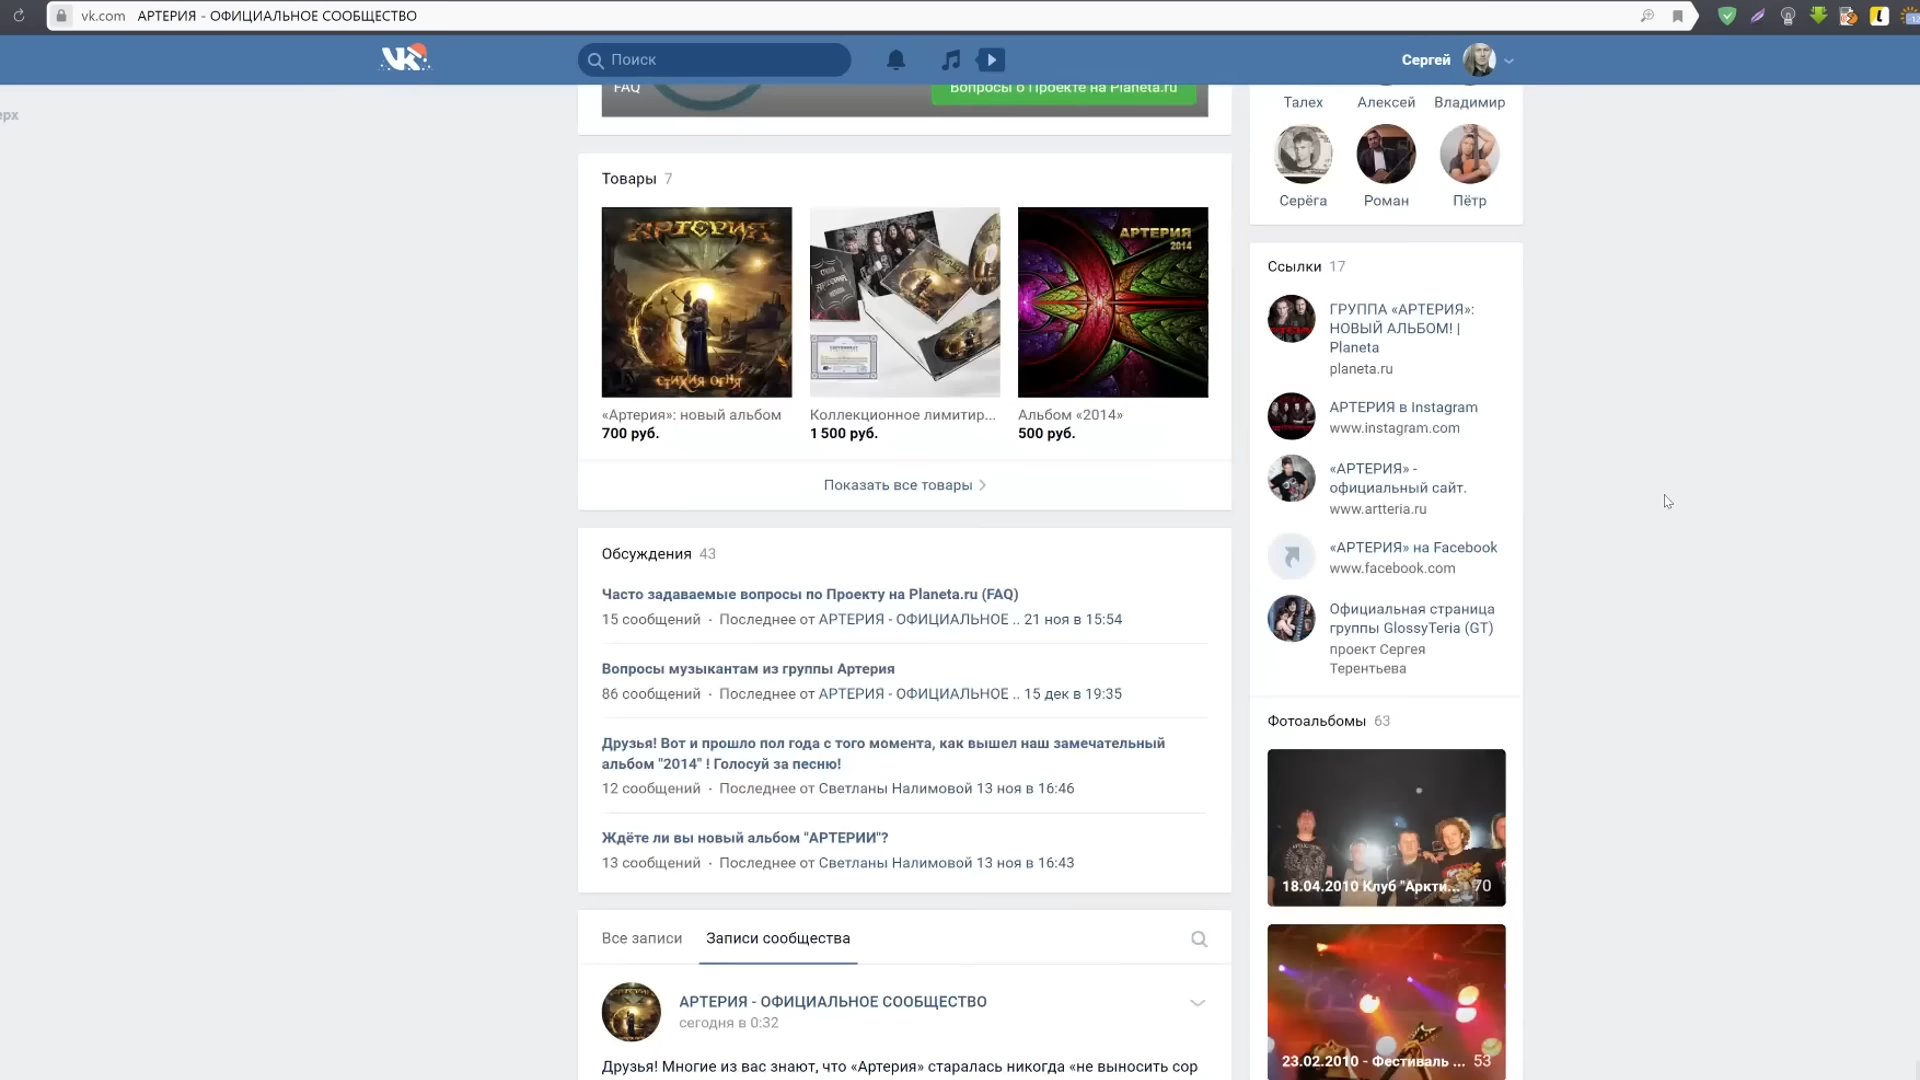 vk.com АРТЕРИЯ - ОФИЦИАЛЬНОЕ СООБЩЕСТВО
Поиск
Сергей
ерх
FAQ
Вопросы о Проекте на Planeta.ru
Товары 7
АРТЕРИЯ
СТИХИЯ ОГНЯ
АРТЕРИЯ
2014
«Артерия»: новый альбом
700 руб.
Коллекционное лимитир...
1 500 руб.
Альбом «2014»
500 руб.
Показать все товары
Обсуждения 43
Часто задаваемые вопросы по Проекту на Planeta.ru (FAQ)
15 сообщений · Последнее от АРТЕРИЯ - ОФИЦИАЛЬНОЕ .. 21 ноя в 15:54
Вопросы музыкантам из группы Артерия
86 сообщений · Последнее от АРТЕРИЯ - ОФИЦИАЛЬНОЕ .. 15 дек в 19:35
Друзья! Вот и прошло пол года с того момента, как вышел наш замечательный
альбом "2014" ! Голосуй за песню!
12 сообщений · Последнее от Светланы Налимовой 13 ноя в 16:46
Ждёте ли вы новый альбом "АРТЕРИИ"?
13 сообщений · Последнее от Светланы Налимовой 13 ноя в 16:43
Все записи Записи сообщества
АРТЕРИЯ - ОФИЦИАЛЬНОЕ СООБЩЕСТВО
сегодня в 0:32
Друзья! Многие из вас знают, что «Артерия» старалась никогда «не выносить сор
Талех Алексей Владимир
Серёга Роман Пётр
Ссылки 17
ГРУППА «АРТЕРИЯ»:
НОВЫЙ АЛЬБОМ! |
Planeta
planeta.ru
АРТЕРИЯ в Instagram
www.instagram.com
«АРТЕРИЯ» -
официальный сайт.
www.artteria.ru
«АРТЕРИЯ» на Facebook
www.facebook.com
Официальная страница
группы GlossyTeria (GT)
проект Сергея
Терентьева
Фотоальбомы 63
18.04.2010 Клуб "Аркти... 70
23.02.2010 - Фестиваль ... 53